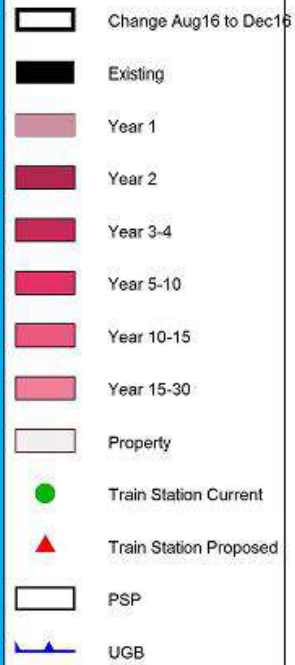 Change Aug16 to Dec16
Existing
Year 1
Year 2
Year 3-4
Year 5-10
Year 10-15
Year 15-30
Property
Train Station Current
Train Station Proposed
PSP
UGB